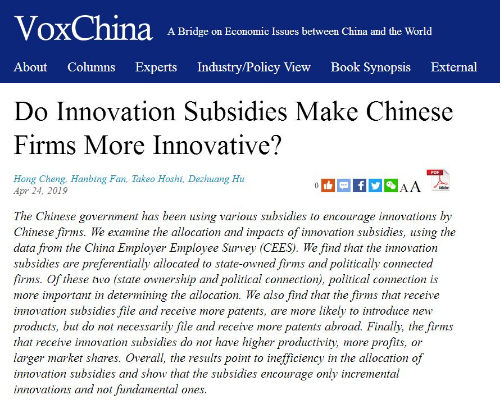 VoxChina A Bridge on Economic Issues between China and the World
About Columns Experts Industry/Policy View Book Synopsis External
Do Innovation Subsidies Make Chinese
Firms More Innovative?
Hong Cheng, Hanbing Fan, Takeo Hoshi, Dezhuang Hu
Apr 24, 2019
0 AA PDF
The Chinese government has been using various subsidies to encourage innovations by
Chinese firms. We examine the allocation and impacts of innovation subsidies, using the
data from the China Employer Employee Survey (CEES). We find that the innovation
subsidies are preferentially allocated to state-owned firms and politically connected
firms. Of these two (state ownership and political connection), political connection is
more important in determining the allocation. We also find that the firms that receive
innovation subsidies file and receive more patents, are more likely to introduce new
products, but do not necessarily file and receive more patents abroad. Finally, the firms
that receive innovation subsidies do not have higher productivity, more profits, or
larger market shares. Overall, the results point to inefficiency in the allocation of
innovation subsidies and show that the subsidies encourage only incremental
innovations and not fundamental ones.